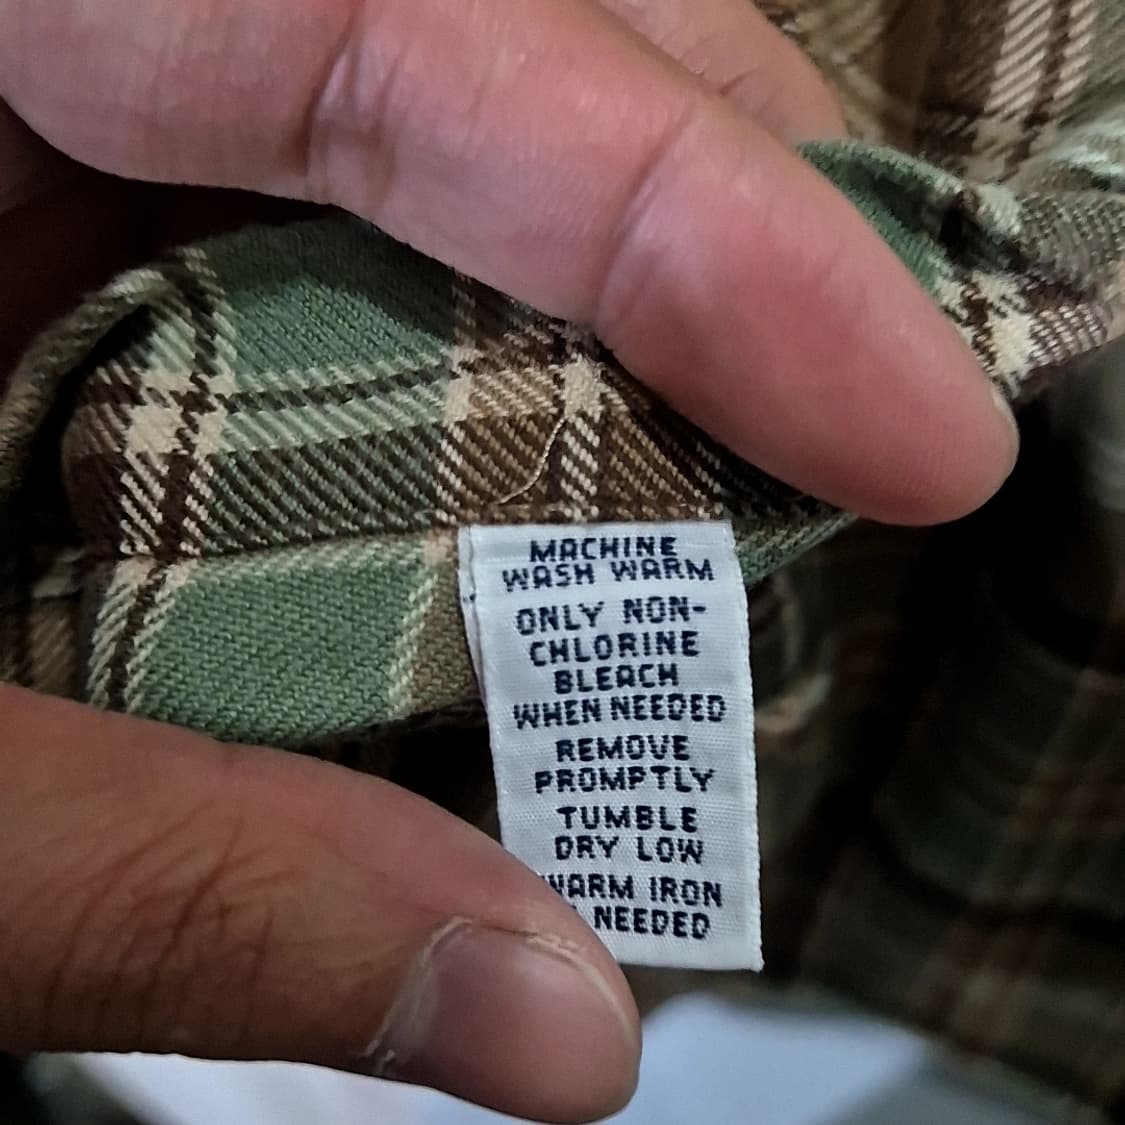 MACHINE
WASH WARM
ONLY NON-
CHLORINE
BLEACH
WHEN NEEDED
REMOVE
PROMPTLY
TUMBLE
DRY LOW
WARM IRON
NEEDED